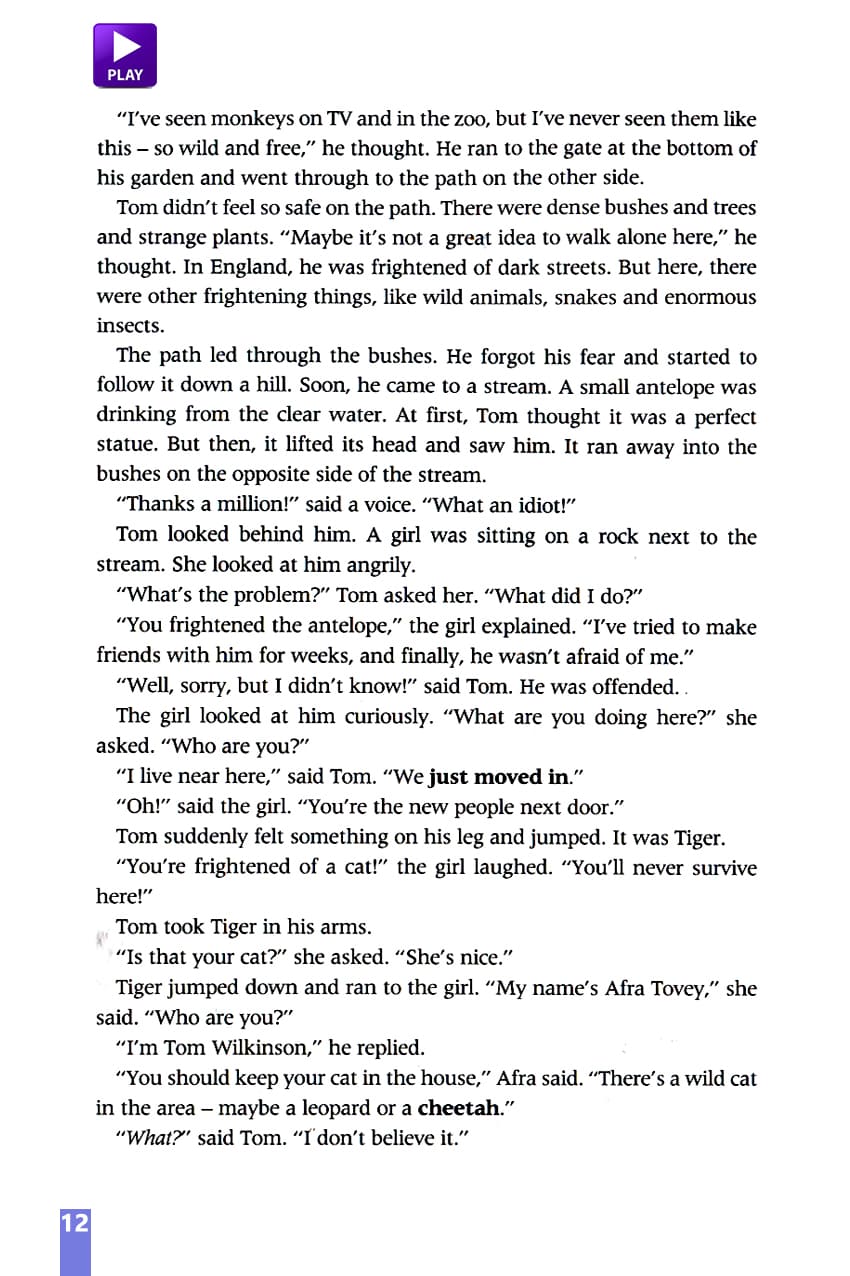 PLAY
“I’ve seen monkeys on TV and in the zoo, but I’ve never seen them like
this – so wild and free,” he thought. He ran to the gate at the bottom of
his garden and went through to the path on the other side.
Tom didn’t feel so safe on the path. There were dense bushes and trees
and strange plants. “Maybe it’s not a great idea to walk alone here,” he
thought. In England, he was frightened of dark streets. But here, there
were other frightening things, like wild animals, snakes and enormous
insects.
The path led through the bushes. He forgot his fear and started to
follow it down a hill. Soon, he came to a stream. A small antelope was
drinking from the clear water. At first, Tom thought it was a perfect
statue. But then, it lifted its head and saw him. It ran away into the
bushes on the opposite side of the stream.
“Thanks a million!” said a voice. “What an idiot!”
Tom looked behind him. A girl was sitting on a rock next to the
stream. She looked at him angrily.
“What’s the problem?” Tom asked her. “What did I do?”
“You frightened the antelope,” the girl explained. “I’ve tried to make
friends with him for weeks, and finally, he wasn’t afraid of me.”
“Well, sorry, but I didn’t know!” said Tom. He was offended.
The girl looked at him curiously. “What are you doing here?” she
asked. “Who are you?”
“I live near here,” said Tom. “We just moved in.”
“Oh!” said the girl. “You’re the new people next door.”
Tom suddenly felt something on his leg and jumped. It was Tiger.
“You’re frightened of a cat!” the girl laughed. “You’ll never survive
here!”
Tom took Tiger in his arms.
“Is that your cat?” she asked. “She’s nice.”
Tiger jumped down and ran to the girl. “My name’s Afra Tovey,” she
said. “Who are you?”
“I’m Tom Wilkinson,” he replied.
“You should keep your cat in the house,” Afra said. “There’s a wild cat
in the area – maybe a leopard or a cheetah.”
“What?” said Tom. “I don’t believe it.”
12